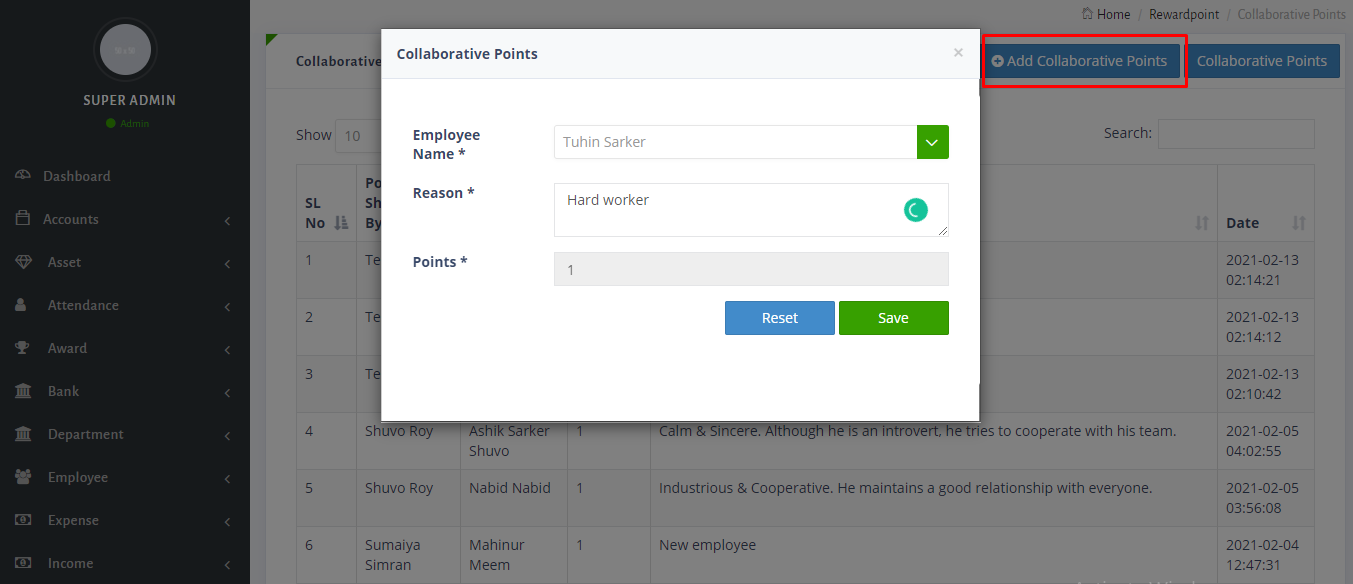 Home / Rewardpoint / Collaborative Points
SUPER ADMIN
Admin
Dashboard
Accounts
Asset
Attendance
Award
Bank
Department
Employee
Expense
Income
Collaborative
Add Collaborative Points
Collaborative Points
Show 10
Search:
Collaborative Points ×
Employee
Name *
Tuhin Sarker
Reason *
Hard worker
Points *
1
Reset
Save
SL
No
Po
Sh
By
Date
1 Te 2021-02-13
02:14:21
2 Te 2021-02-13
02:14:12
3 Te 2021-02-13
02:10:42
4 Shuvo Roy Ashik Sarker 1 Calm & Sincere. Although he is an introvert, he tries to cooperate with his team. 2021-02-05
Shuvo 04:02:55
5 Shuvo Roy Nabid Nabid 1 Industrious & Cooperative. He maintains a good relationship with everyone. 2021-02-05
03:56:08
6 Sumaiya Mahinur 1 New employee 2021-02-04
Simran Meem 12:47:31